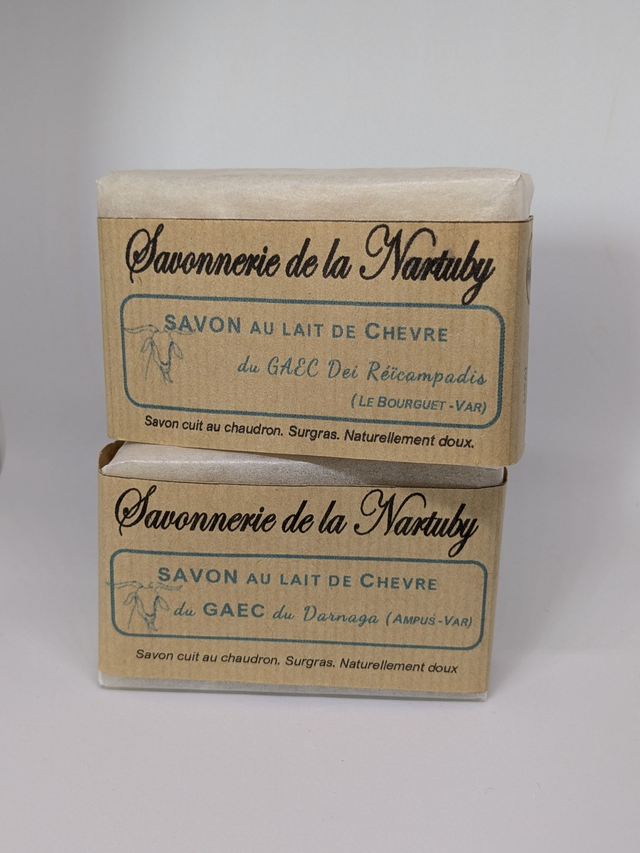 Savonnerie de la Nartuby
SAVON AU LAIT DE CHEVRE
du GAEC Dei Réïcampadis
(LE BOURGUET -VAR)
Savon cuit au chaudron. Surgras. Naturellement doux.
Savonnerie de la Nartuby
SAVON AU LAIT DE CHEVRE
du GAEC du Darnaga (AMPUS-VAR)
Savon cuit au chaudron. Surgras. Naturellement doux